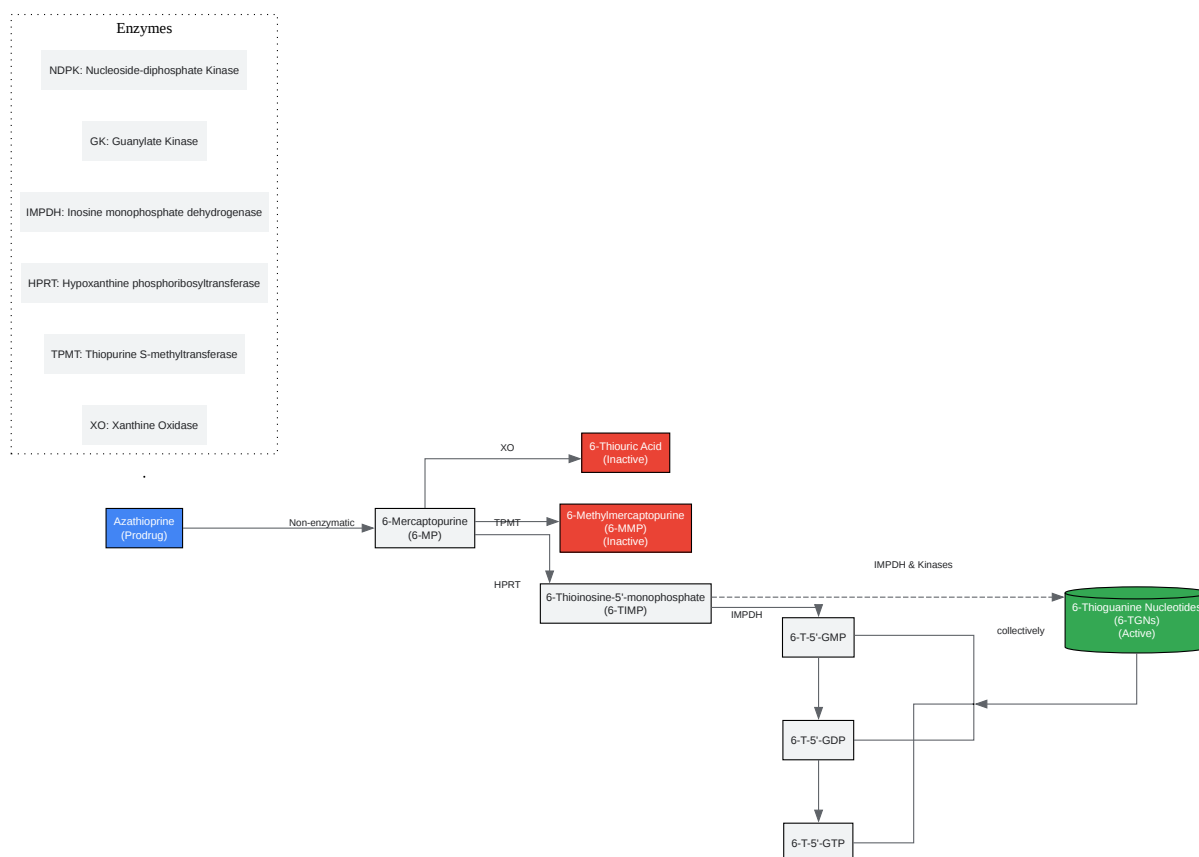 Enzymes
NDPK: Nucleoside-diphosphate Kinase
GK: Guanylate Kinase
IMPDH: Inosine monophosphate dehydrogenase
HPRT: Hypoxanthine phosphoribosyltransferase
TPMT: Thiopurine S-methyltransferase
XO: Xanthine Oxidase
XO
6-Thiouric Acid
(Inactive)
Azathioprine
(Prodrug)
Non-enzymatic
6-Mercaptopurine
(6-MP)
TPMT
6-Methylmercaptopurine
(6-MMP)
(Inactive)
HPRT
6-Thioinosine-5'-monophosphate
(6-TIMP)
IMPDH & Kinases
IMPDH
6-Thioguanine Nucleotides
(6-TGNs)
(Active)
collectively
6-T-5'-GMP
6-T-5'-GDP
6-T-5'-GTP